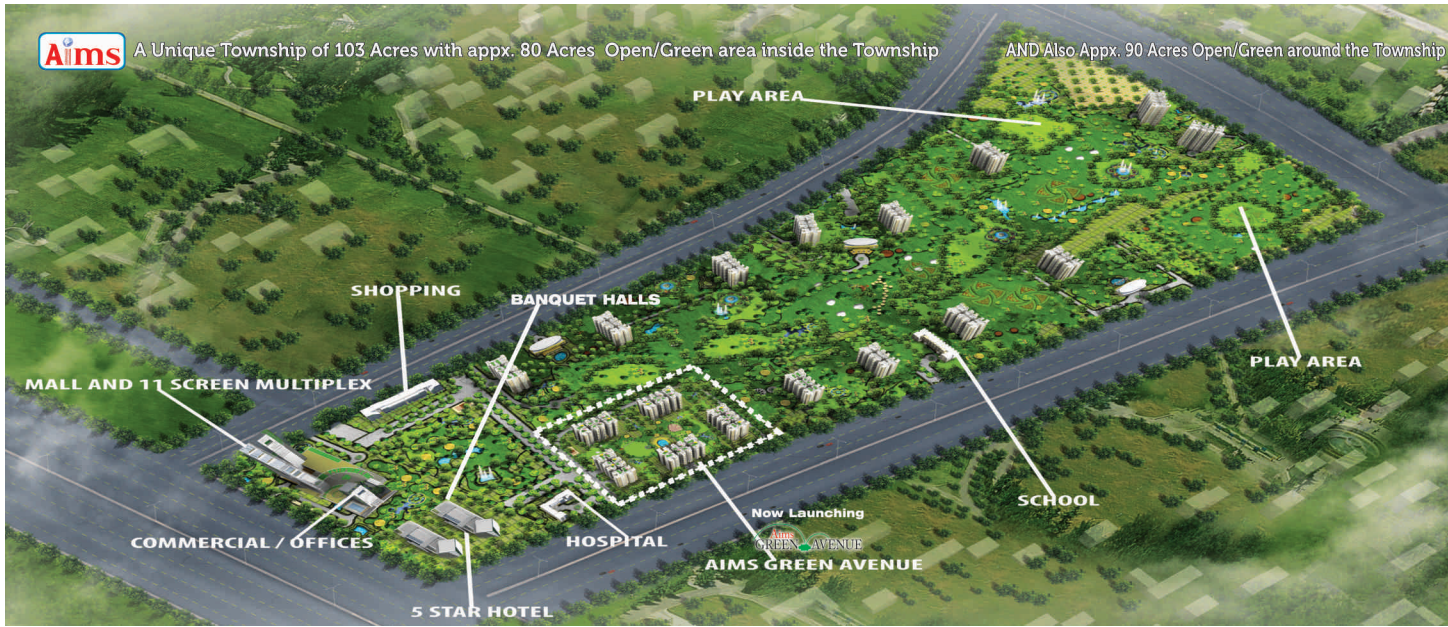 Aims
A Unique Township of 103 Acres with appx. 80 Acres Open/Green area inside the Township
AND Also Appx. 90 Acres Open/Green around the Township
PLAY AREA
SHOPPING
BANQUET HALLS
MALL AND 11 SCREEN MULTIPLEX
PLAY AREA
SCHOOL
Now Launching
Aims
GREEN AVENUE
COMMERCIAL / OFFICES
HOSPITAL
AIMS GREEN AVENUE
5 STAR HOTEL